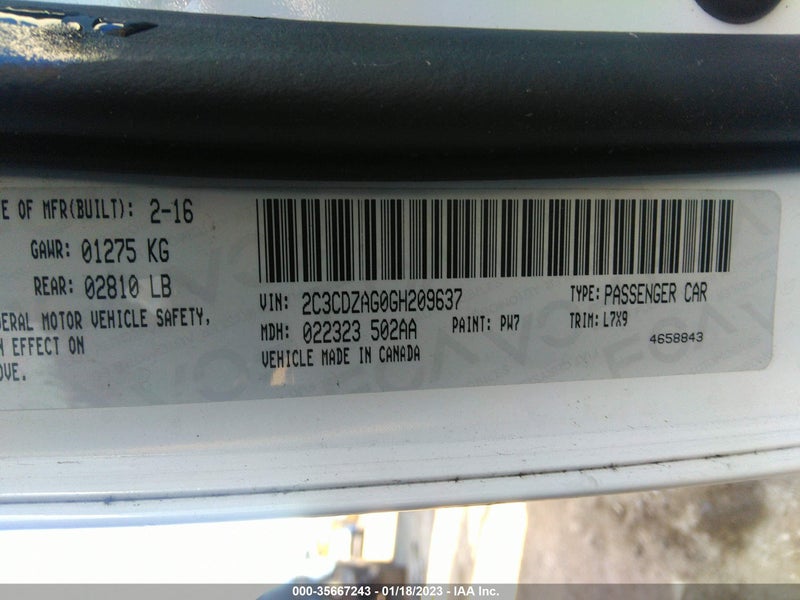 E OF MFR(BUILT): 2-16
GAWR: 01275 KG
REAR: 02810 LB
DERAL MOTOR VEHICLE SAFETY,
N EFFECT ON
OVE.
VIN: 2C3CDZAG0GH209637
TYPE: PASSENGER CAR
MDH: 022323 502AA
PAINT: PW7
TRIM: L7X9
VEHICLE MADE IN CANADA
4658843
000-35667243 - 01/18/2023 - © IAA Inc.